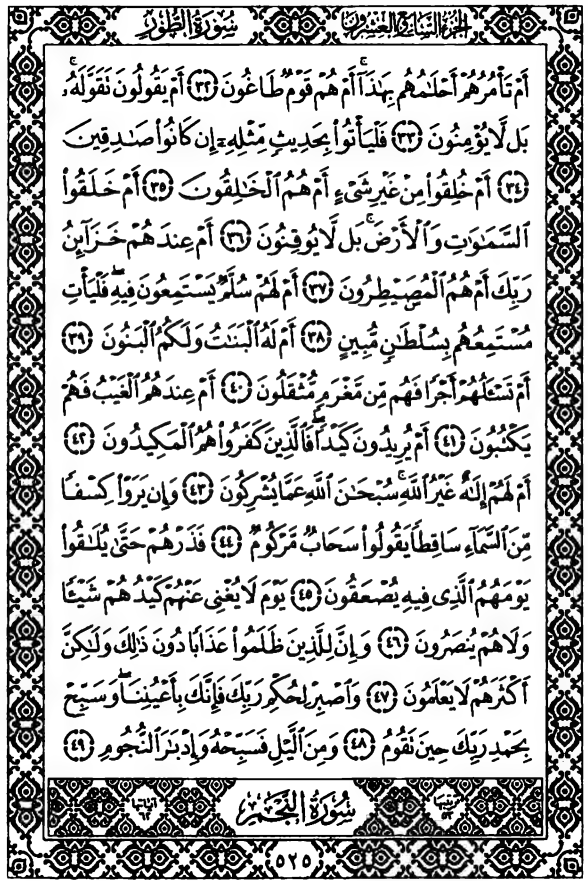 الجزء السابع والعشرون سورة الطور
أَمْ تَأْمُرُهُمْ أَحْلَٰمُهُم بِهَٰذَآ ۚ أَمْ هُمْ قَوْمٌ طَاغُونَ ﴿٣٢﴾ أَمْ يَقُولُونَ تَقَوَّلَهُۥ ۚ
بَل لَّا يُؤْمِنُونَ ﴿٣٣﴾ فَلْيَأْتُوا۟ بِحَدِيثٍ مِّثْلِهِۦٓ إِن كَانُوا۟ صَٰدِقِينَ
﴿٣٤﴾ أَمْ خُلِقُوا۟ مِنْ غَيْرِ شَىْءٍ أَمْ هُمُ ٱلْخَٰلِقُونَ ﴿٣٥﴾ أَمْ خَلَقُوا۟
ٱلسَّمَٰوَٰتِ وَٱلْأَرْضَ ۚ بَل لَّا يُوقِنُونَ ﴿٣٦﴾ أَمْ عِندَهُمْ خَزَآئِنُ
رَبِّكَ أَمْ هُمُ ٱلْمُصَۣيْطِرُونَ ﴿٣٧﴾ أَمْ لَهُمْ سُلَّمٌ يَسْتَمِعُونَ فِيهِ ۖ فَلْيَأْتِ
مُسْتَمِعُهُم بِسُلْطَٰنٍ مُّبِينٍ ﴿٣٨﴾ أَمْ لَهُ ٱلْبَنَٰتُ وَلَكُمُ ٱلْبَنُونَ ﴿٣٩﴾
أَمْ تَسْـَٔلُهُمْ أَجْرًا فَهُم مِّن مَّغْرَمٍ مُّثْقَلُونَ ﴿٤٠﴾ أَمْ عِندَهُمُ ٱلْغَيْبُ فَهُمْ
يَكْتُبُونَ ﴿٤١﴾ أَمْ يُرِيدُونَ كَيْدًا ۖ فَٱلَّذِينَ كَفَرُوا۟ هُمُ ٱلْمَكِيدُونَ ﴿٤٢﴾
أَمْ لَهُمْ إِلَٰهٌ غَيْرُ ٱللَّهِ ۚ سُبْحَٰنَ ٱللَّهِ عَمَّا يُشْرِكُونَ ﴿٤٣﴾ وَإِن يَرَوْا۟ كِسْفًا
مِّنَ ٱلسَّمَآءِ سَاقِطًا يَقُولُوا۟ سَحَابٌ مَّرْكُومٌ ﴿٤٤﴾ فَذَرْهُمْ حَتَّىٰ يُلَٰقُوا۟
يَوْمَهُمُ ٱلَّذِى فِيهِ يُصْعَقُونَ ﴿٤٥﴾ يَوْمَ لَا يُغْنِى عَنْهُمْ كَيْدُهُمْ شَيْـًٔا
وَلَا هُمْ يُنصَرُونَ ﴿٤٦﴾ وَإِنَّ لِلَّذِينَ ظَلَمُوا۟ عَذَابًا دُونَ ذَٰلِكَ وَلَٰكِنَّ
أَكْثَرَهُمْ لَا يَعْلَمُونَ ﴿٤٧﴾ وَٱصْبِرْ لِحُكْمِ رَبِّكَ فَإِنَّكَ بِأَعْيُنِنَا ۖ وَسَبِّحْ
بِحَمْدِ رَبِّكَ حِينَ تَقُومُ ﴿٤٨﴾ وَمِنَ ٱلَّيْلِ فَسَبِّحْهُ وَإِدْبَٰرَ ٱلنُّجُومِ ﴿٤٩﴾
ترتيبها ٥٣ سورة النجم آياتها ٦٢
٥٢٥